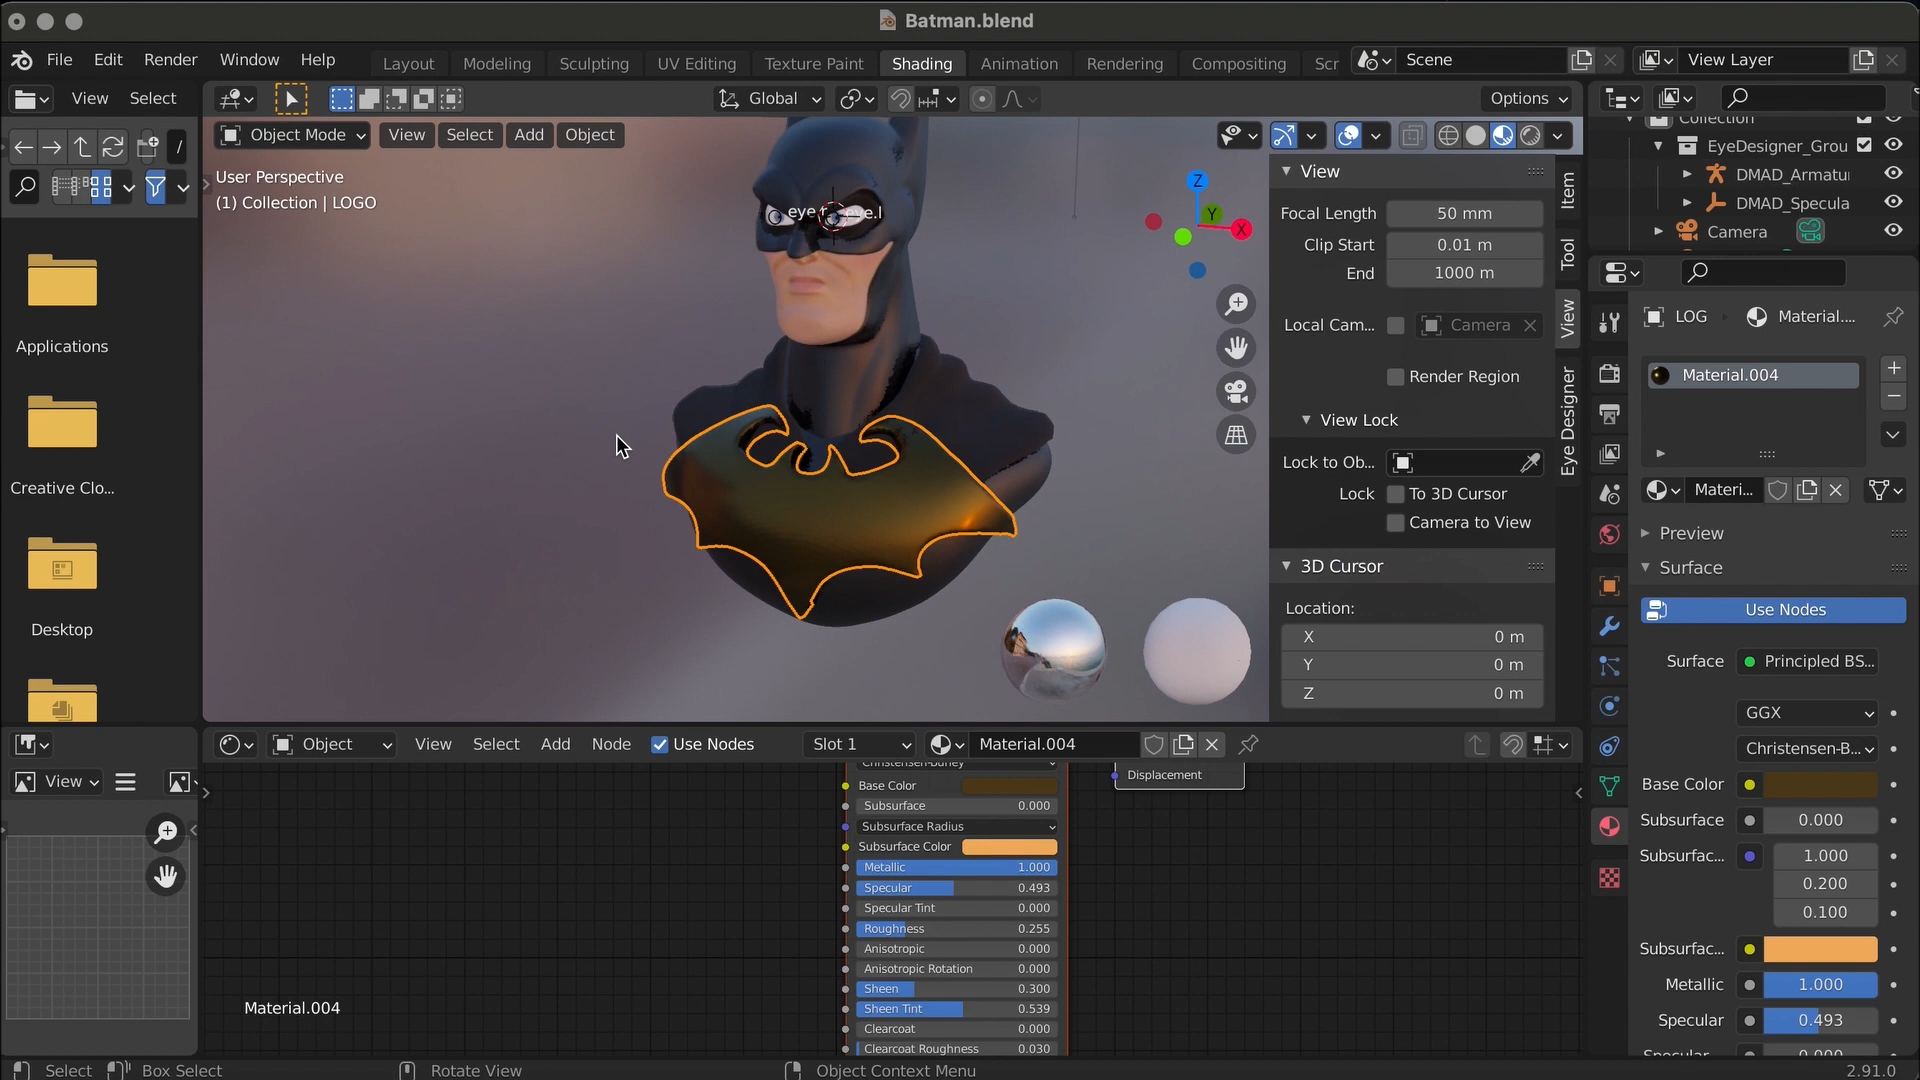 Batman.blend
File Edit Render Window Help Layout Modeling Sculpting UV Editing Texture Paint Shading Animation Rendering Compositing Scr Scene View Layer
View Select Global Options
Object Mode View Select Add Object
User Perspective
(1) Collection | LOGO
eye.l
Z
Y
X
Applications
Creative Clo...
Desktop
View
Focal Length 50 mm
Clip Start 0.01 m
End 1000 m
Local Cam... Camera
Render Region
View Lock
Lock to Ob...
Lock To 3D Cursor
Camera to View
3D Cursor
Location:
X 0 m
Y 0 m
Z 0 m
Item
Tool
View
Eye Designer
Collection
EyeDesigner_Grou
DMAD_Armatu
DMAD_Specula
Camera
LOG Material....
Material.004
Materi...
Preview
Surface
Use Nodes
Surface Principled BS...
GGX
Christensen-B...
Base Color
Subsurface 0.000
Subsurfac... 1.000
0.200
0.100
Subsurfac...
Metallic 1.000
Specular 0.493
View
Object View Select Add Node Use Nodes Slot 1 Material.004
Christensen-Burley
Displacement
Base Color
Subsurface 0.000
Subsurface Radius
Subsurface Color
Metallic 1.000
Specular 0.493
Specular Tint 0.000
Roughness 0.255
Anisotropic 0.000
Anisotropic Rotation 0.000
Sheen 0.300
Sheen Tint 0.539
Clearcoat 0.000
Clearcoat Roughness 0.030
Material.004
Select Box Select Rotate View Object Context Menu 2.91.0